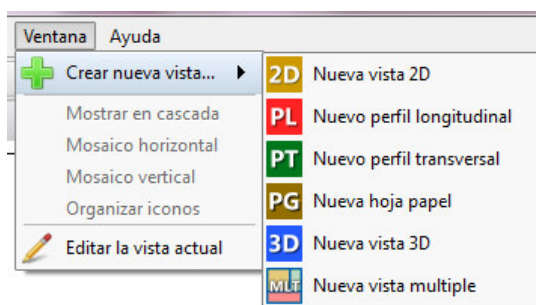 Ventana Ayuda
Crear nueva vista...
Mostrar en cascada
Mosaico horizontal
Mosaico vertical
Organizar iconos
Editar la vista actual
2D Nueva vista 2D
PL Nuevo perfil longitudinal
PT Nuevo perfil transversal
PG Nueva hoja papel
3D Nueva vista 3D
MLT Nueva vista multiple